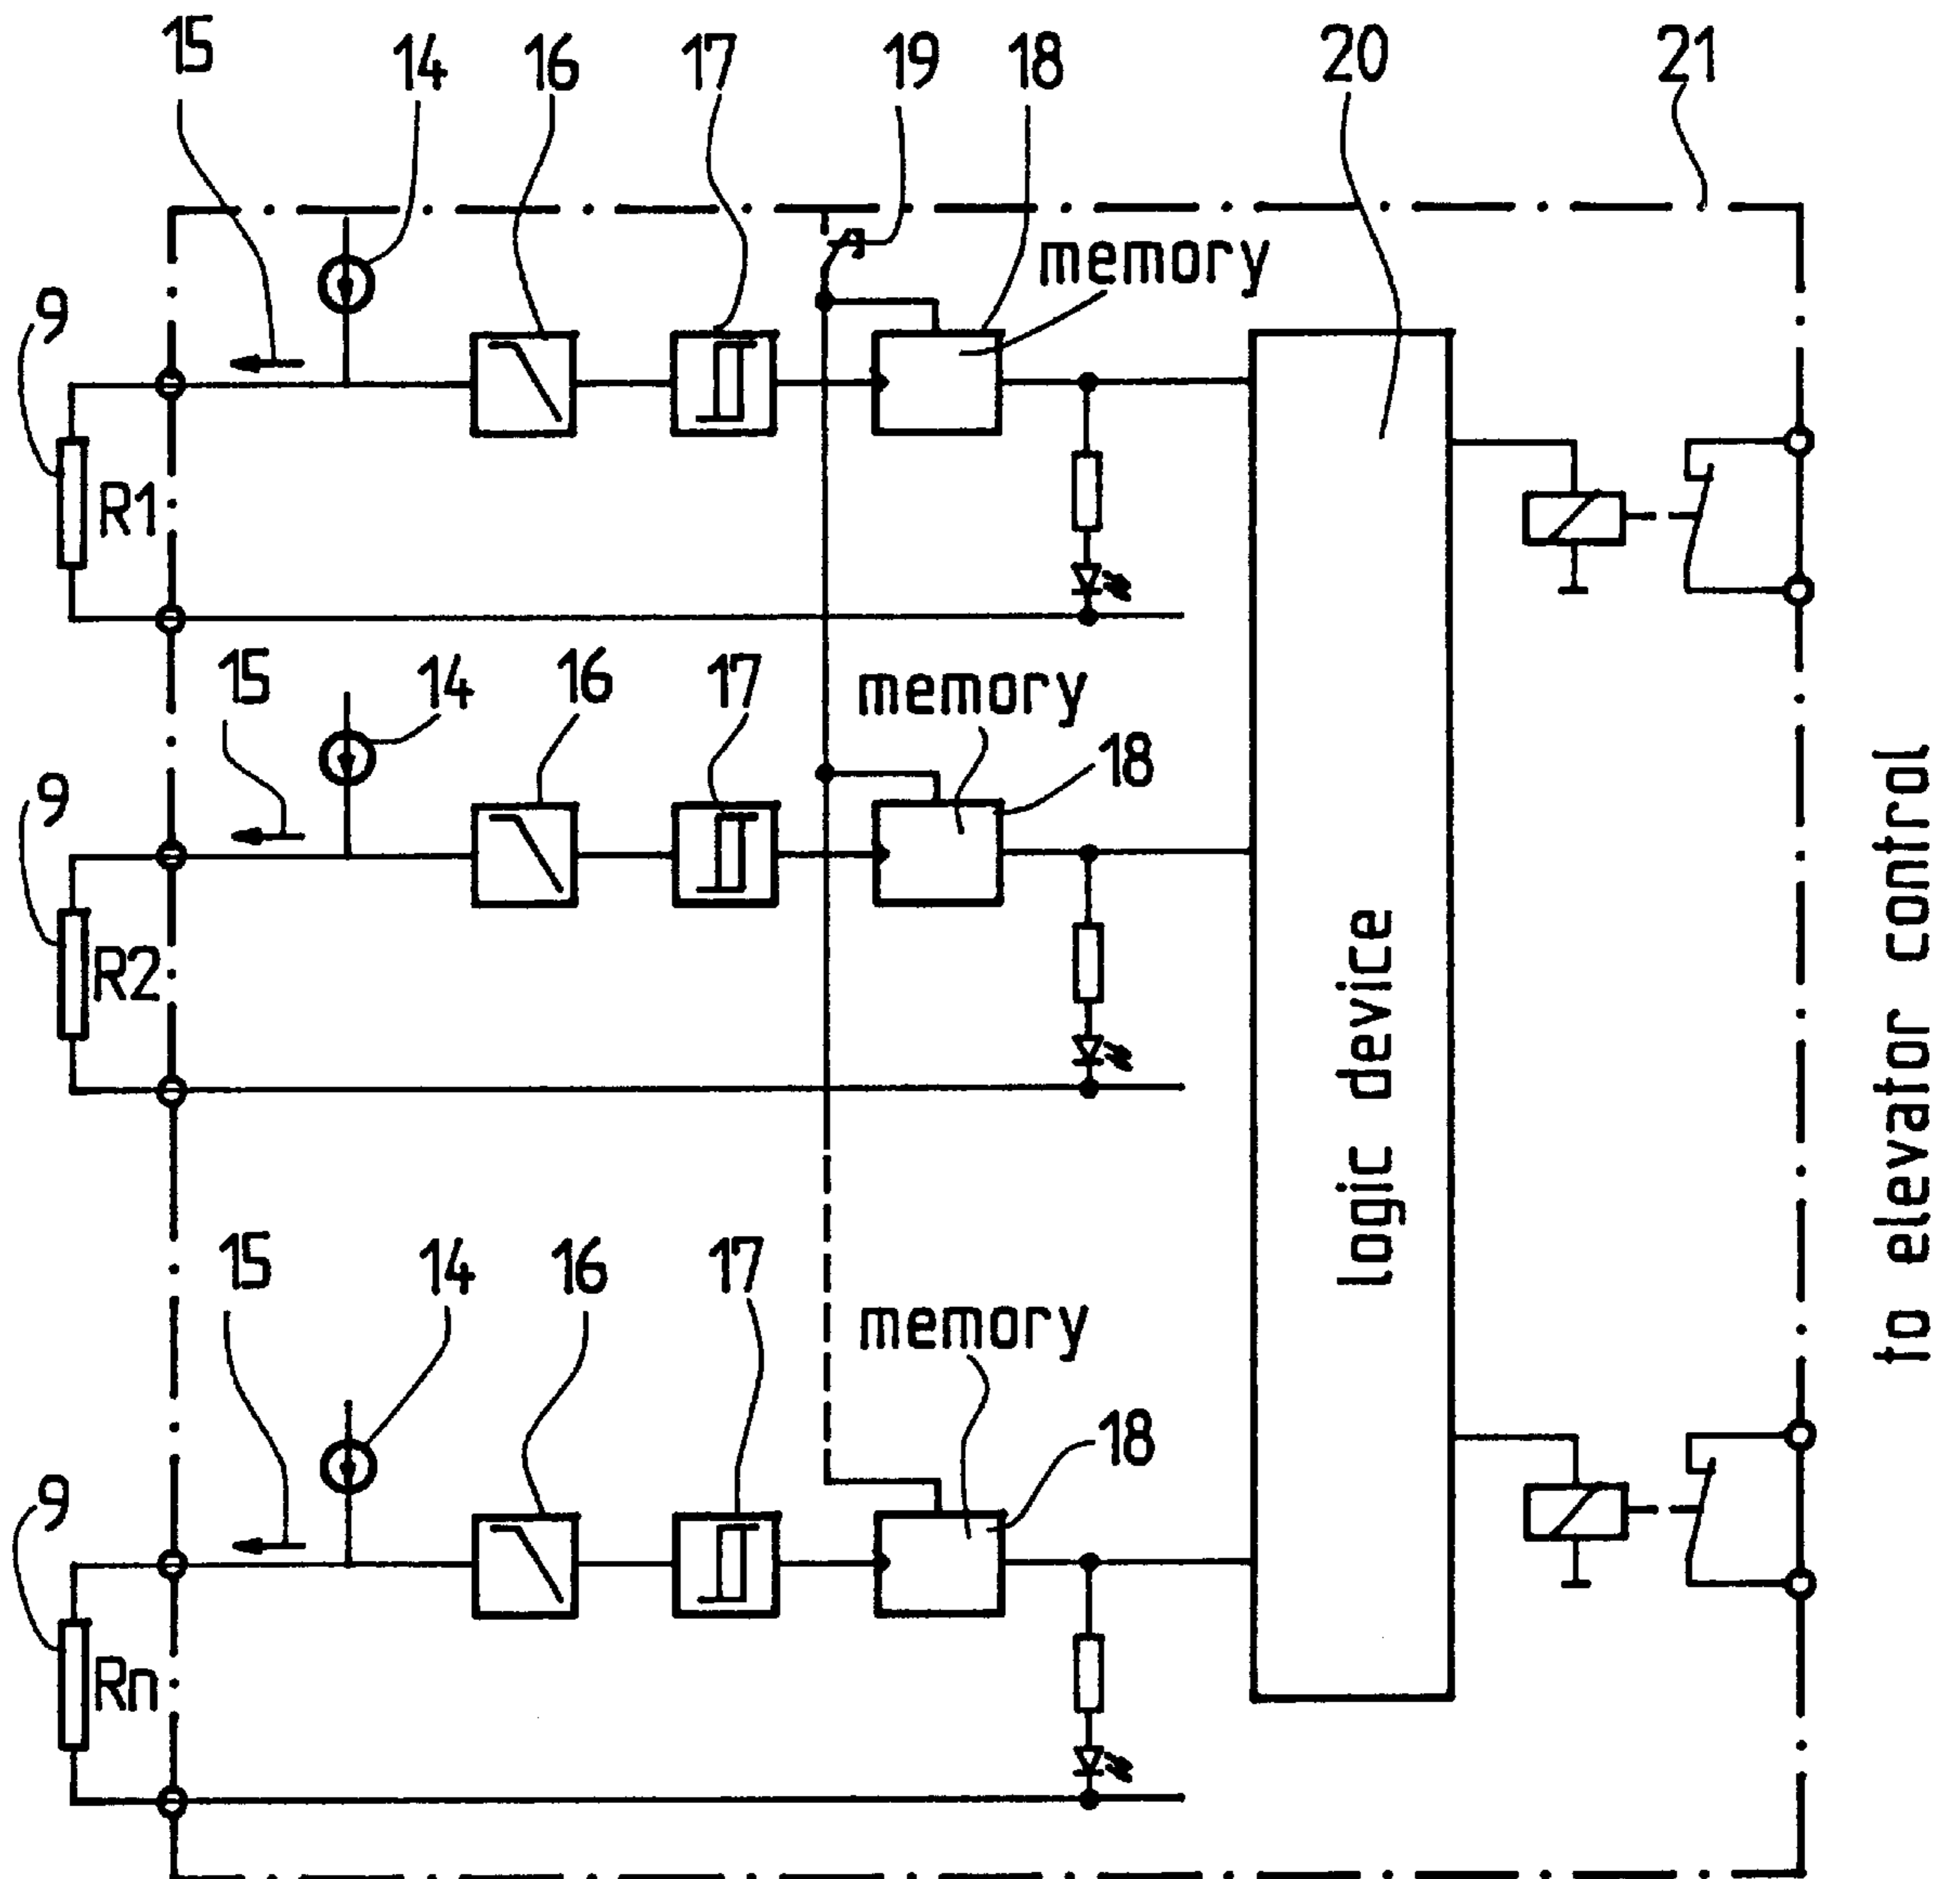 15 14 16 17 19 18 20 21
memory
9
R1
15 14 16 17 memory
18
9
R2
logic device
to elevator control
15 14 16 17
memory
18
9
Rn